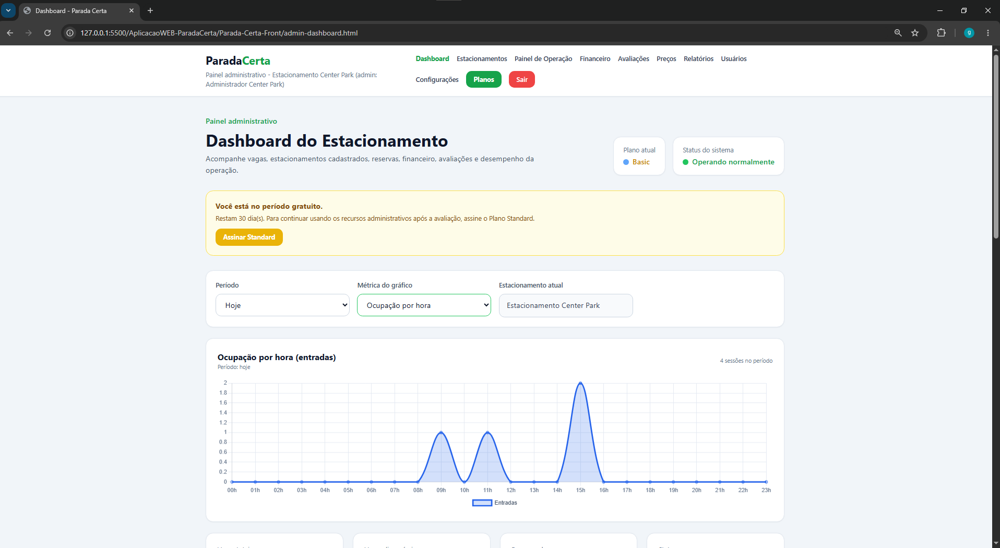 Dashboard - Parada Certa
127.0.0.1:5500/AplicacaoWEB-ParadaCerta/Parada-Certa-Front/admin-dashboard.html
g
ParadaCerta
Painel administrativo - Estacionamento Center Park (admin:
Administrador Center Park)
Dashboard Estacionamentos Painel de Operação Financeiro Avaliações Preços Relatórios Usuários
Configurações Planos Sair
Painel administrativo
Dashboard do Estacionamento
Acompanhe vagas, estacionamentos cadastrados, reservas, financeiro, avaliações e desempenho da
operação.
Plano atual
Basic
Status do sistema
Operando normalmente
Você está no período gratuito.
Restam 30 dia(s). Para continuar usando os recursos administrativos após a avaliação, assine o Plano Standard.
Assinar Standard
Período
Hoje
Métrica do gráfico
Ocupação por hora
Estacionamento atual
Estacionamento Center Park
Ocupação por hora (entradas)
Período: hoje
4 sessões no período
2
1.8
1.6
1.4
1.2
1
0.8
0.6
0.4
0.2
0
00h 01h 02h 03h 04h 05h 06h 07h 08h 09h 10h 11h 12h 13h 14h 15h 16h 17h 18h 19h 20h 21h 22h 23h
Entradas